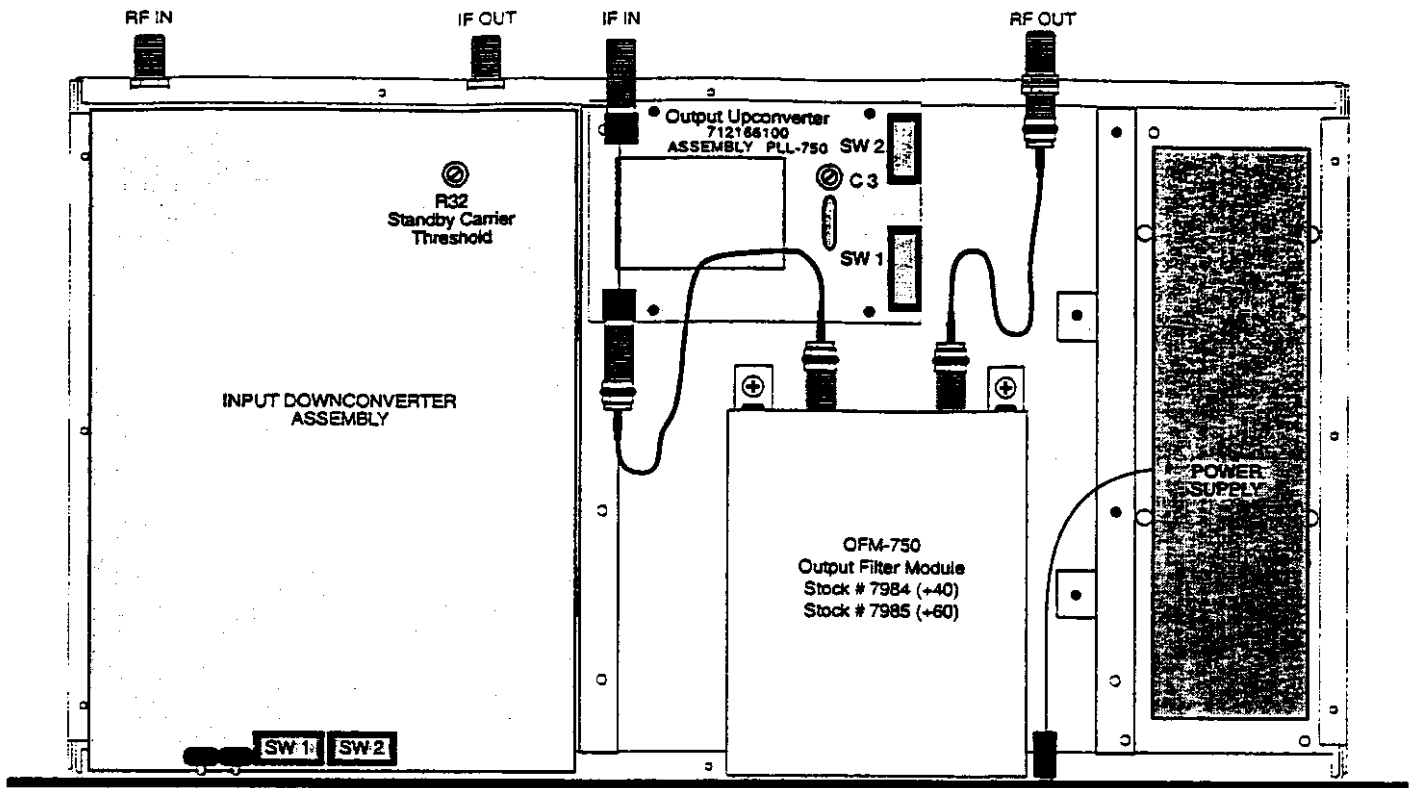 RF IN
IF OUT
IF IN
RF OUT
Output Upconverter
712166100
ASSEMBLY PLL-750
SW 2
C 3
SW 1
R32
Standby Carrier
Threshold
INPUT DOWNCONVERTER
ASSEMBLY
POWER
SUPPLY
OFM-750
Output Filter Module
Stock # 7984 (+40)
Stock # 7985 (+60)
SW 1
SW 2